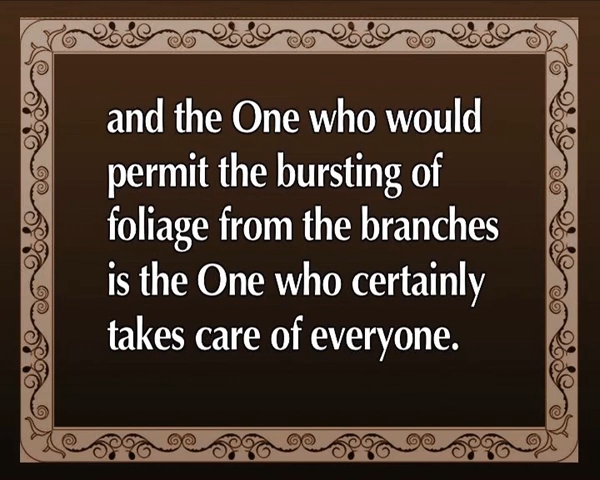 and the One who would
permit the bursting of
foliage from the branches
is the One who certainly
takes care of everyone.